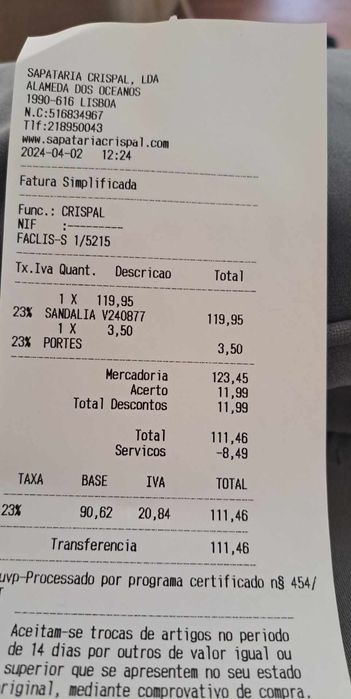 SAPATARIA CRISPAL, LDA
ALAMEDA DOS OCEANOS
1990-616 LISBOA
N.C:516834967
Tlf:218950043
www.sapatariacrispal.com
2024-04-02 12:24
Fatura Simplificada
Func.: CRISPAL
NIF :----------
FACLIS-S 1/5215
Tx.Iva Quant. Descricao Total
1 X 119,95
23% SANDALIA V240877 119,95
1 X 3,50
23% PORTES 3,50
Mercadoria 123,45
Acerto 11,99
Total Descontos 11,99
Total 111,46
Servicos -8,49
TAXA BASE IVA TOTAL
23% 90,62 20,84 111,46
Transferencia 111,46
uvp-Processado por programa certificado n§ 454/
Aceitam-se trocas de artigos no periodo
de 14 dias por outros de valor igual ou
superior que se apresentem no seu estado
original, mediante comprovativo de compra.